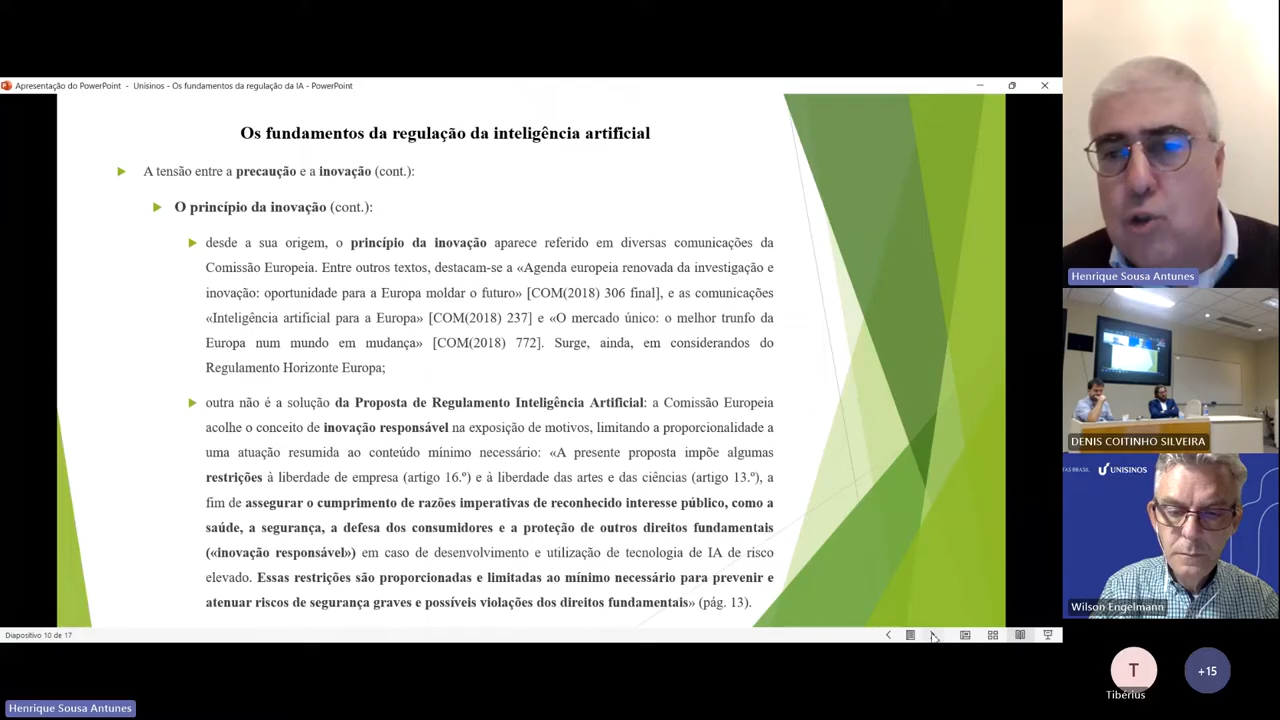 Apresentação do PowerPoint - Unisinos - Os fundamentos da regulação da IA - PowerPoint
Os fundamentos da regulação da inteligência artificial
A tensão entre a precaução e a inovação (cont.):
O princípio da inovação (cont.):
desde a sua origem, o princípio da inovação aparece referido em diversas comunicações da
Comissão Europeia. Entre outros textos, destacam-se a «Agenda europeia renovada da investigação e
inovação: oportunidade para a Europa moldar o futuro» [COM(2018) 306 final], e as comunicações
«Inteligência artificial para a Europa» [COM(2018) 237] e «O mercado único: o melhor trunfo da
Europa num mundo em mudança» [COM(2018) 772]. Surge, ainda, em considerandos do
Regulamento Horizonte Europa;
outra não é a solução da Proposta de Regulamento Inteligência Artificial: a Comissão Europeia
acolhe o conceito de inovação responsável na exposição de motivos, limitando a proporcionalidade a
uma atuação resumida ao conteúdo mínimo necessário: «A presente proposta impõe algumas
restrições à liberdade de empresa (artigo 16.º) e à liberdade das artes e das ciências (artigo 13.º), a
fim de assegurar o cumprimento de razões imperativas de reconhecido interesse público, como a
saúde, a segurança, a defesa dos consumidores e a proteção de outros direitos fundamentais
(«inovação responsável») em caso de desenvolvimento e utilização de tecnologia de IA de risco
elevado. Essas restrições são proporcionadas e limitadas ao mínimo necessário para prevenir e
atenuar riscos de segurança graves e possíveis violações dos direitos fundamentais» (pág. 13).
Diapositivo 10 de 17
Henrique Sousa Antunes
Henrique Sousa Antunes
DENIS COITINHO SILVEIRA
BRASIL
UNISINOS
Wilson Engelmann
T
Tibérius
+15